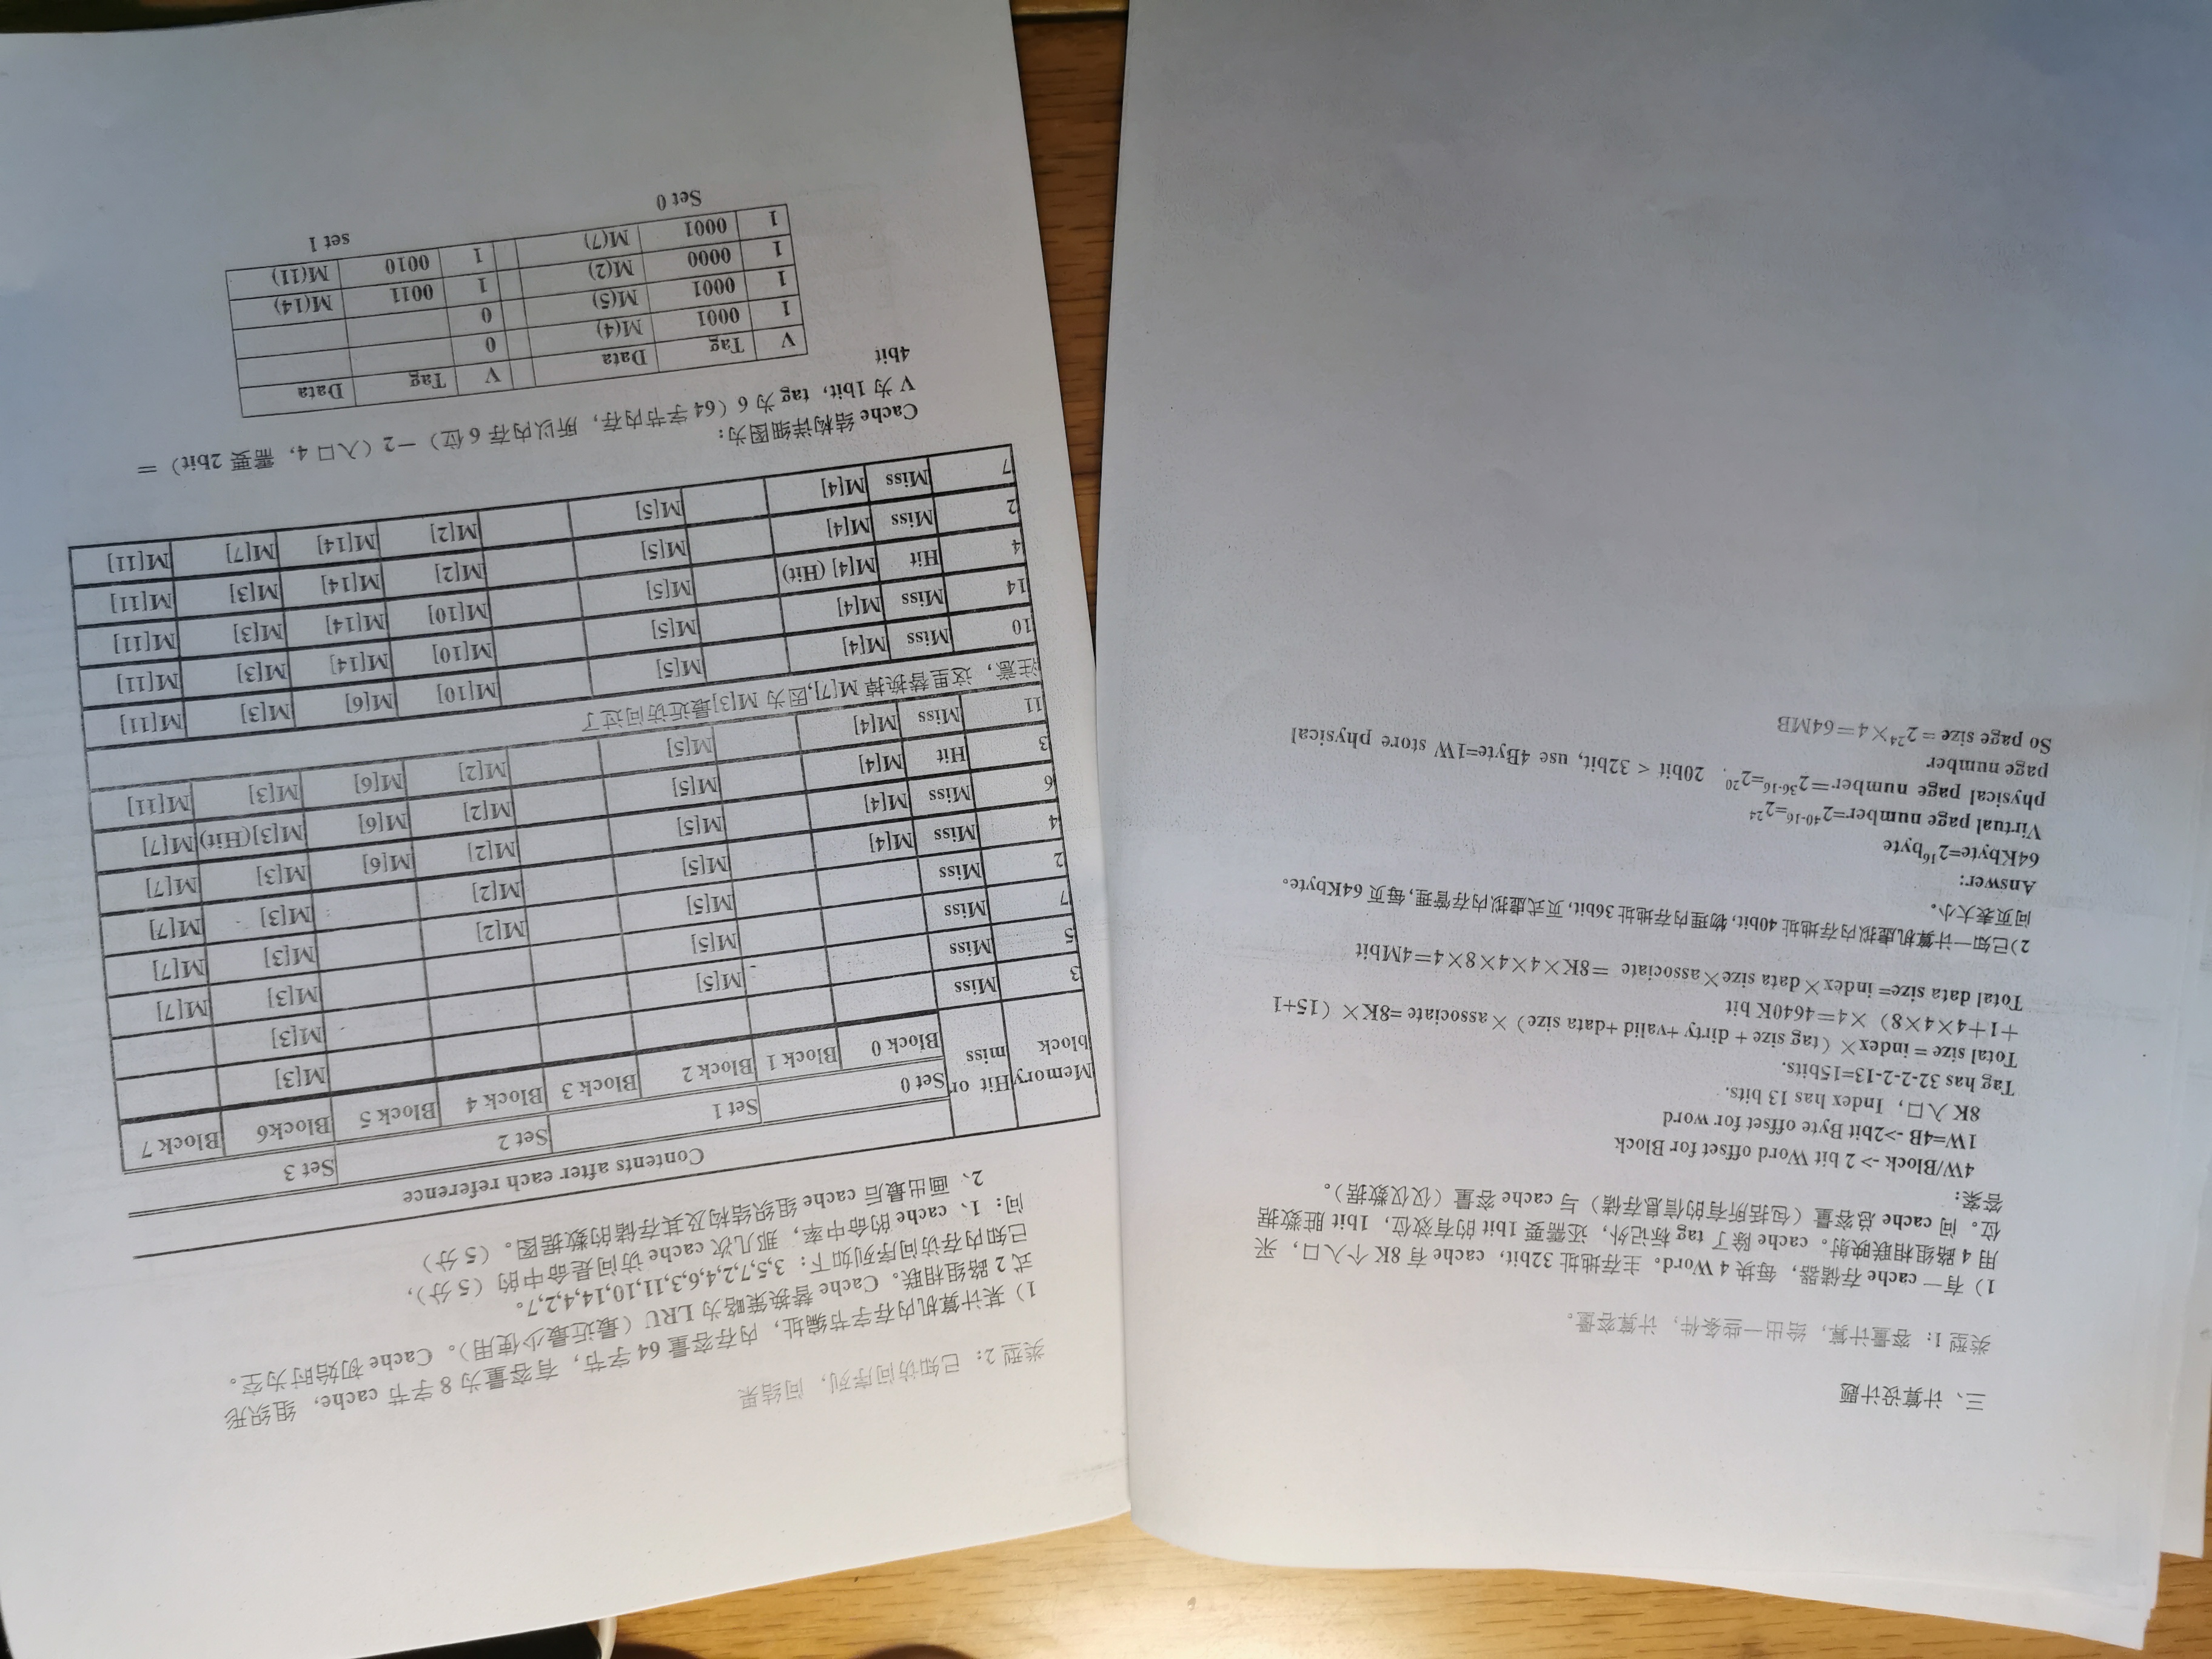 三、计算设计题
类型 1: 容量计算, 给出一些条件, 计算容量。
1) 有一 cache 存储器, 每块 4 Word。主存地址 32bit, cache 有 8K 个入口, 采
用 4 路组相联映射。cache 除了 tag 标记外, 还需要 1bit 的有效位, 1bit 脏数据
位。问 cache 总容量 (包括所有的信息存储) 与 cache 容量 (仅仅数据)。
答案:
4W/Block -> 2 bit Word offset for Block
1W=4B ->2bit Byte offset for word
8K 入口, Index has 13 bits.
Tag has 32-2-2-13=15bits.
Total size = index× (tag size + dirty +valid +data size) ×associate =8K× (15+1
+1+4×4×8) ×4=4640K bit
Total data size= index×data size×associate =8K×4×4×8×4=4Mbit
2)已知一计算机虚拟内存地址 40bit, 物理内存地址 36bit, 页式虚拟内存管理, 每页 64Kbyte。
问页表大小。
Answer:
64Kbyte=2^16byte
Virtual page number=2^40-16=2^24
physical page number=2^36-16=2^20 . 20bit < 32bit, use 4Byte=1W store physical
page number
So page size = 2^24×4=64MB
类型 2: 已知访问序列, 问结果
1) 某计算机内存字节编址, 内存容量 64 字节, 有容量为 8 字节 cache, 组织形
式 2 路组相联。Cache 替换策略为 LRU (最近最少使用)。Cache 初始时为空。
已知内存访问序列如下: 3,5,7,2,4,6,3,11,10,14,4,2,7。
问: 1、cache 的命中率, 那几次 cache 访问是命中的 (5 分),
2、画出最后 cache 组织结构及其存储的数据图。(5 分)
Memory block Hit or miss Contents after each reference
Set 0 Set 1 Set 2 Set 3
Block 0 Block 1 Block 2 Block 3 Block 4 Block 5 Block6 Block 7
3 Miss M[3]
5 Miss M[5] M[3]
7 Miss M[5] M[3] M[7]
2 Miss M[5] M[2] M[3] M[7]
4 Miss M[4] M[5] M[2] M[3] M[7]
6 Miss M[4] M[5] M[2] M[6] M[3] M[7]
3 Hit M[4] M[5] M[2] M[6] M[3](Hit) M[7]
11 Miss M[4] M[5] M[2] M[6] M[3] M[11]
注意, 这里替换掉 M[7],因为 M[3]最近访问过了
10 Miss M[4] M[5] M[10] M[6] M[3] M[11]
14 Miss M[4] M[5] M[10] M[14] M[3] M[11]
4 Hit M[4] (Hit) M[5] M[10] M[14] M[3] M[11]
2 Miss M[4] M[5] M[2] M[14] M[3] M[11]
7 Miss M[4] M[5] M[2] M[14] M[7] M[11]
Cache 结构详细图为:
V 为 1bit, tag 为 6 (64 字节内存, 所以内存 6 位) -2 (入口 4, 需要 2bit) =
4bit
V Tag Data V Tag Data
1 0001 M(4) 0
1 0001 M(5) 0
1 0000 M(2) 1 0011 M(14)
1 0001 M(7) 1 0010 M(11)
Set 0 set 1